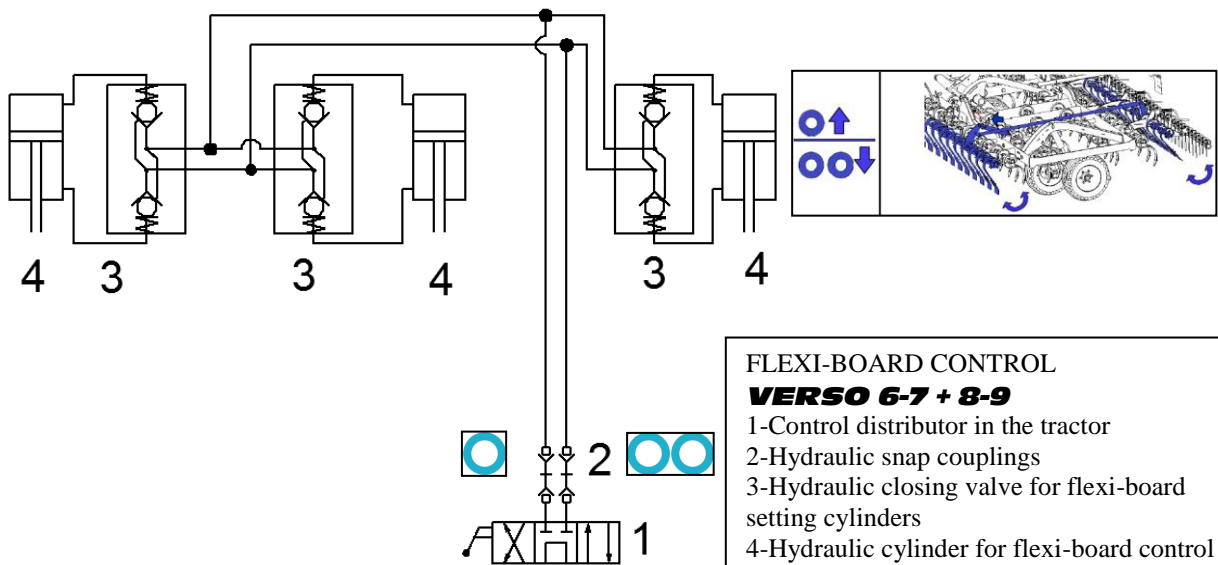 4 3 3 4 3 4
2
1
FLEXI-BOARD CONTROL
VERSO 6-7 + 8-9
1-Control distributor in the tractor
2-Hydraulic snap couplings
3-Hydraulic closing valve for flexi-board
setting cylinders
4-Hydraulic cylinder for flexi-board control